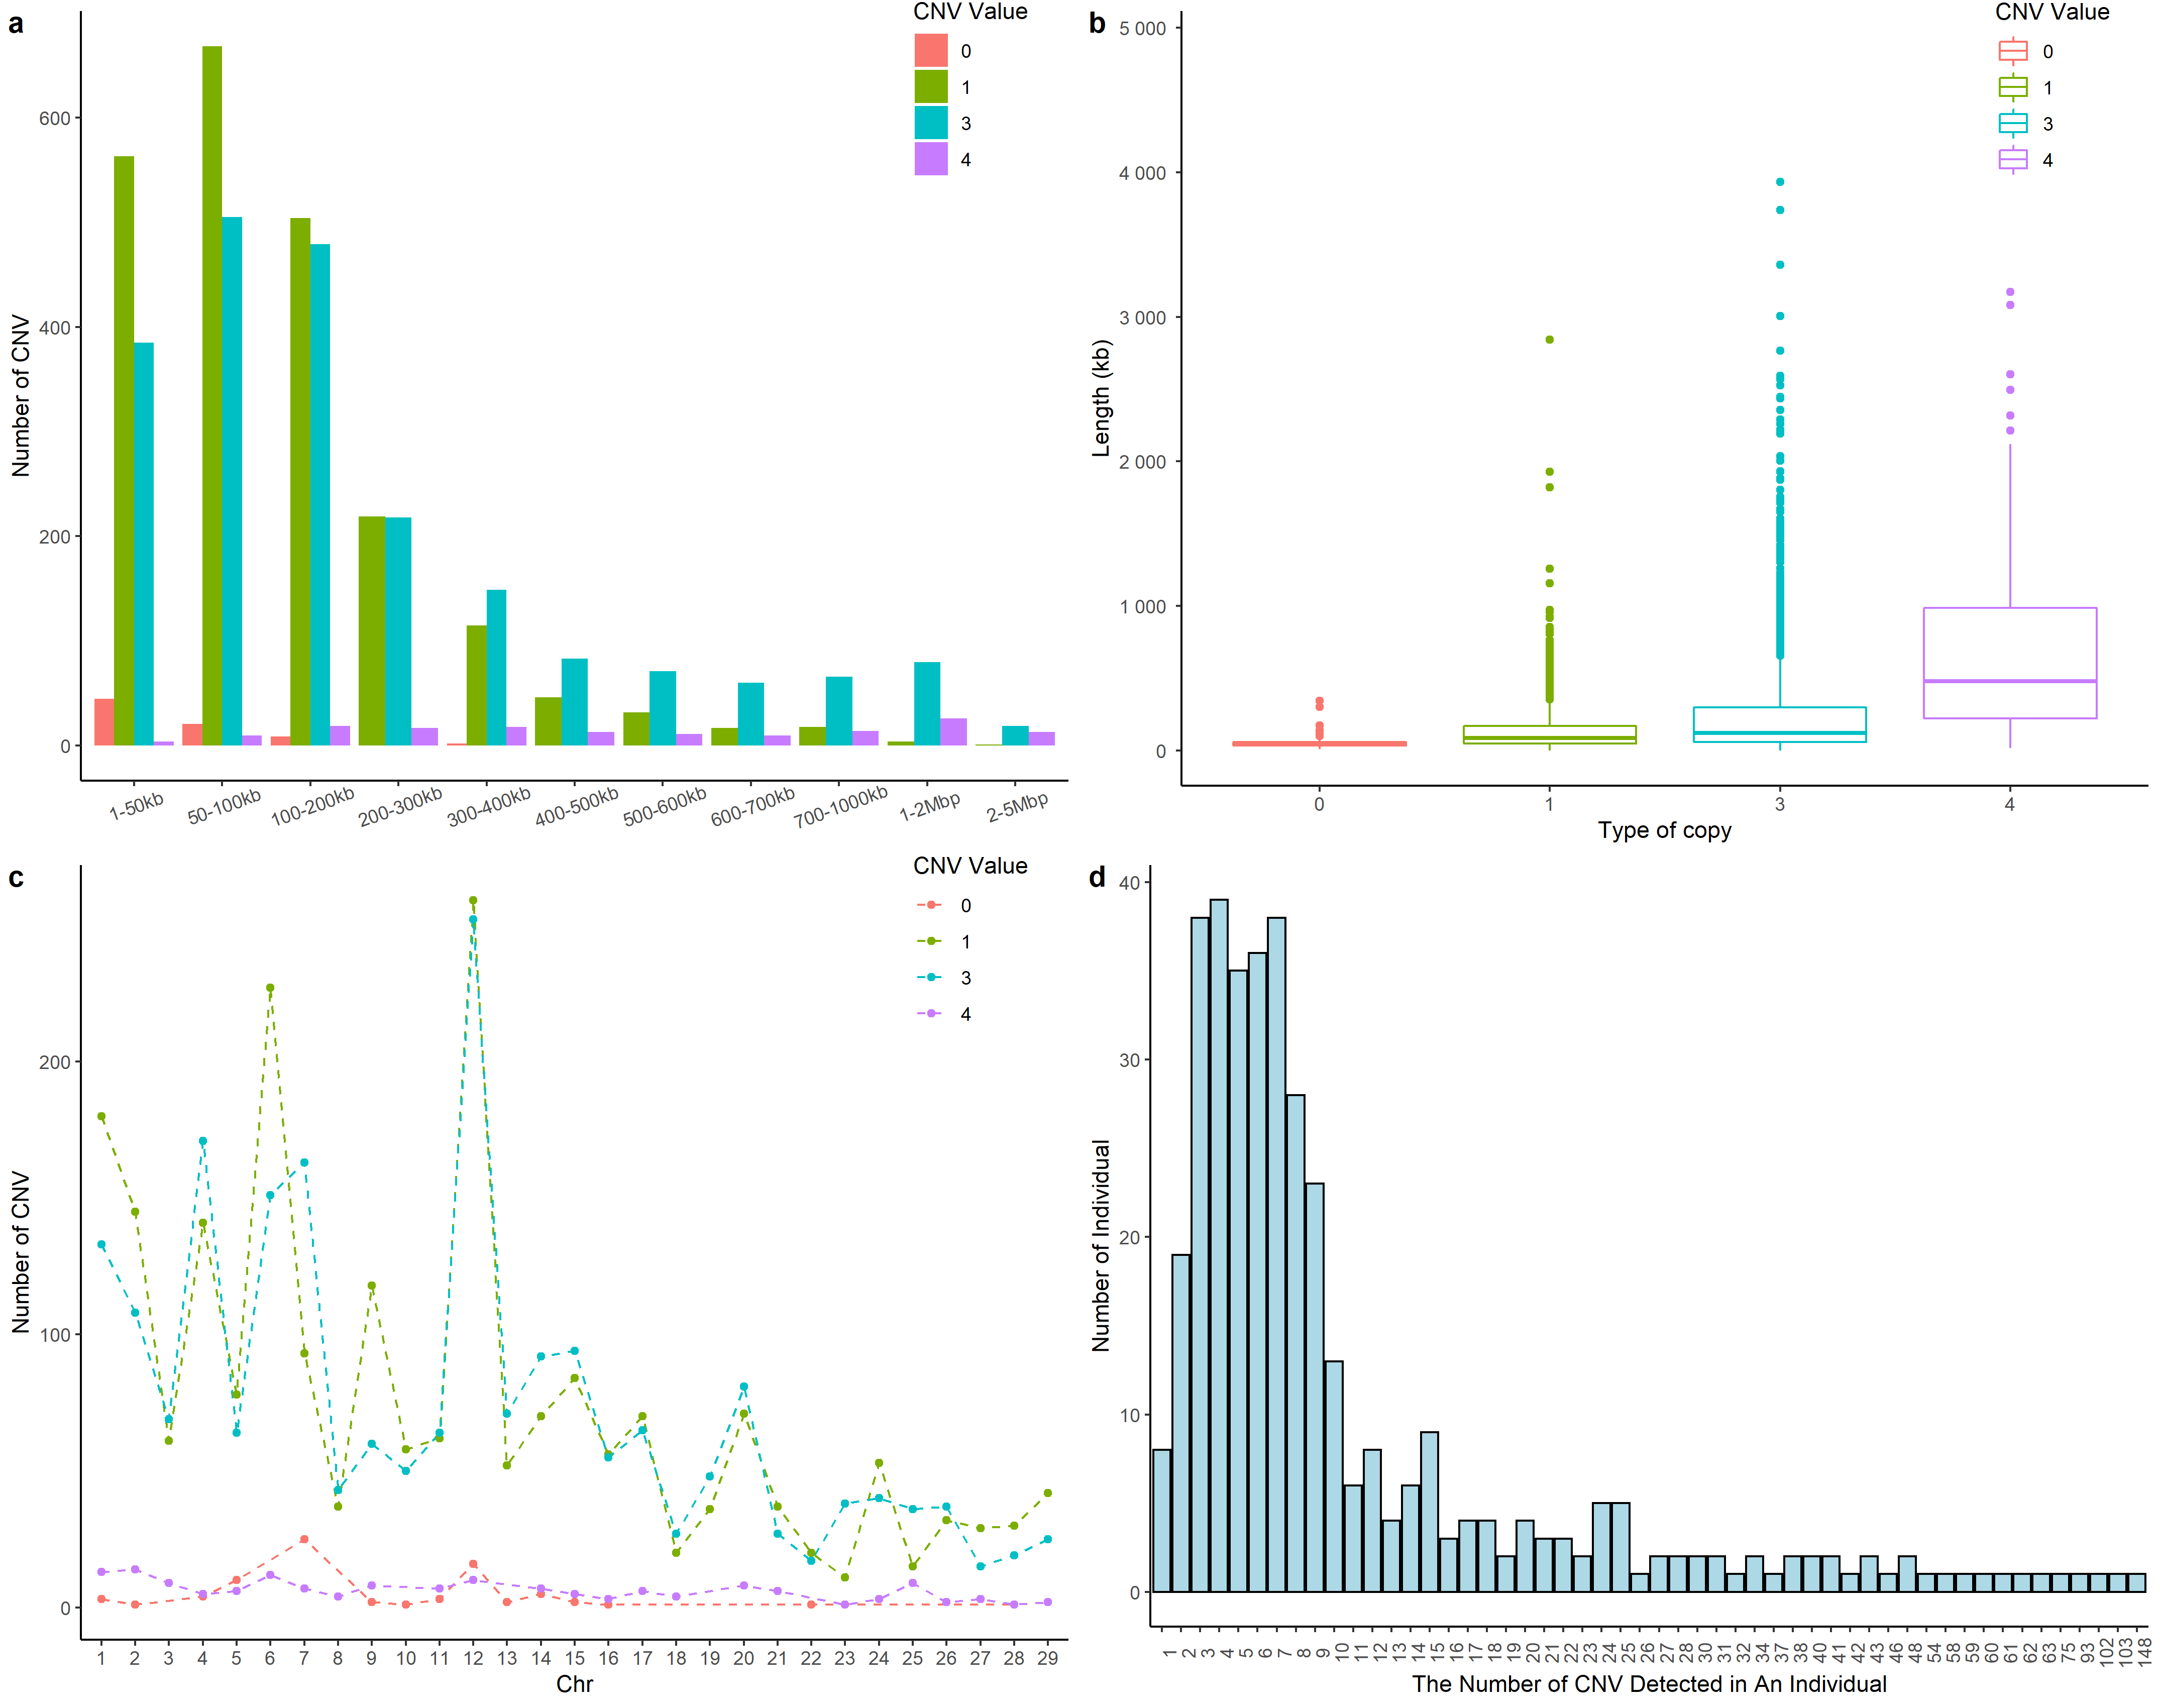 a
CNV Value
0
1
3
4
Number of CNV
600
400
200
0
1-50kb
50-100kb
100-200kb
200-300kb
300-400kb
400-500kb
500-600kb
600-700kb
700-1000kb
1-2Mbp
2-5Mbp
b
CNV Value
0
1
3
4
Length (kb)
5 000
4 000
3 000
2 000
1 000
0
0 1 3 4
Type of copy
c
CNV Value
0
1
3
4
Number of CNV
200
100
0
1 2 3 4 5 6 7 8 9 10 11 12 13 14 15 16 17 18 19 20 21 22 23 24 25 26 27 28 29
Chr
d
Number of Individual
40
30
20
10
0
1 2 3 4 5 6 7 8 9 10 11 12 13 14 15 16 17 18 19 20 21 22 23 24 25 26 27 28 30 31 32 34 37 38 40 41 42 43 46 48 54 58 59 60 61 62 63 75 93 102 103 148
The Number of CNV Detected in An Individual